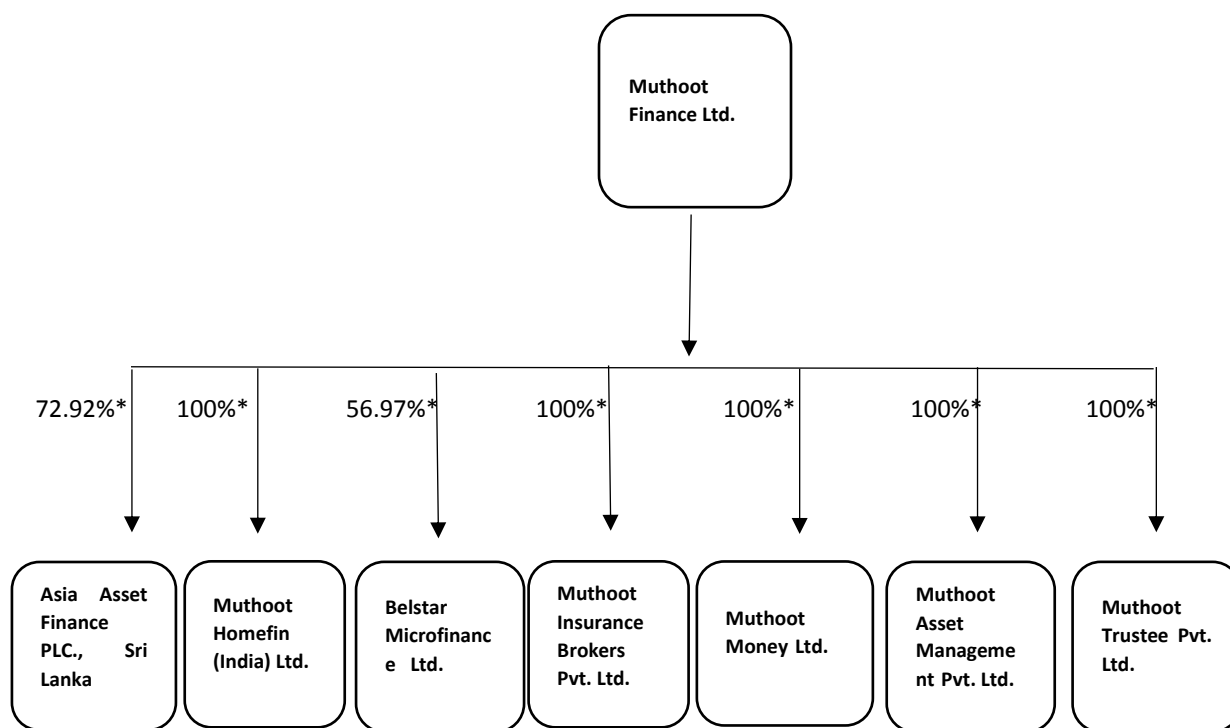 Muthoot
Finance Ltd.
72.92%*
100%*
56.97%*
100%*
100%*
100%*
100%*
Asia Asset
Finance
PLC., Sri
Lanka
Muthoot
Homefin
(India) Ltd.
Belstar
Microfinanc
e Ltd.
Muthoot
Insurance
Brokers
Pvt. Ltd.
Muthoot
Money Ltd.
Muthoot
Asset
Manageme
nt Pvt. Ltd.
Muthoot
Trustee Pvt.
Ltd.